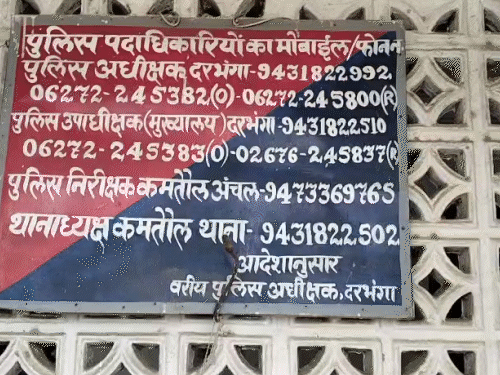 पुलिस पदाधिकारियों का मोबाईल/फोन नं
पुलिस अधीक्षक, दरभंगा-9431822992
06272-245382(O)-06272-245800(R)
पुलिस उपाधीक्षक (मुख्यालय) दरभंगा-9431822510
06272-245383(O)-02676-245837(R)
पुलिस निरीक्षक कमतौल अंचल-9473369765
थानाध्यक्ष कमतौल थाना-9431822502
आदेशानुसार
वरीय पुलिस अधीक्षक, दरभंगा